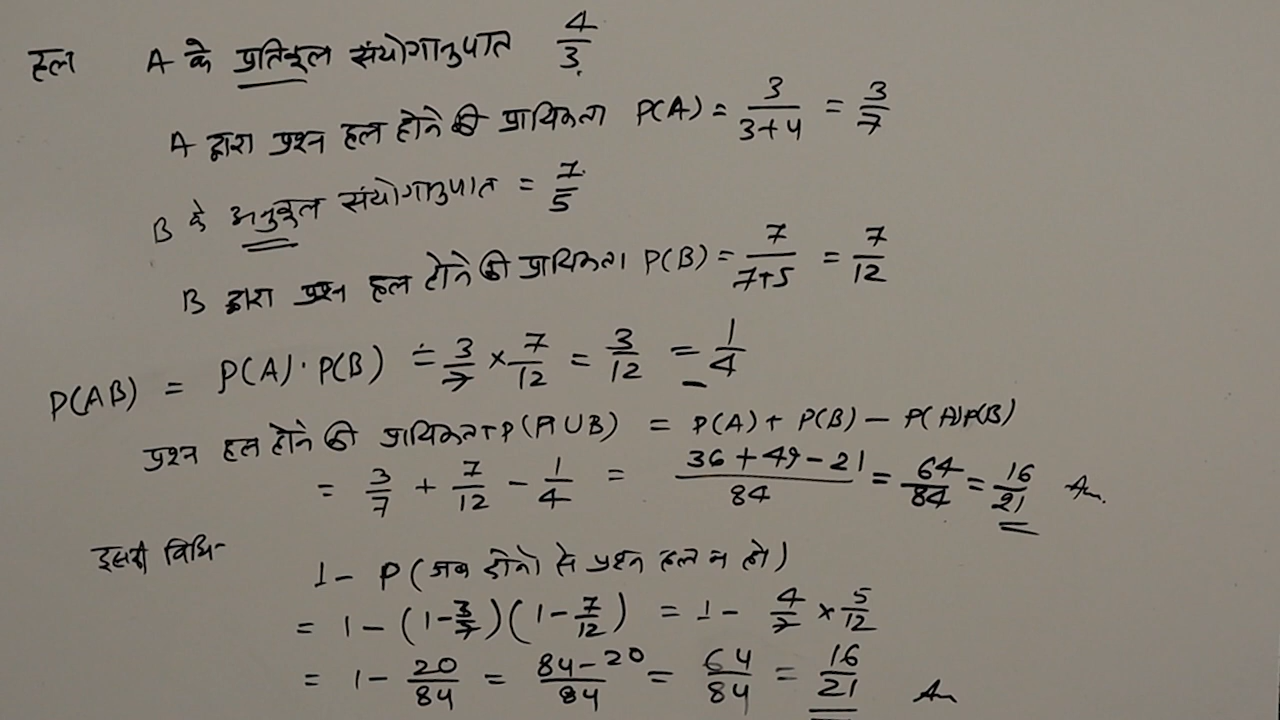 हल A के प्रतिकूल संयोगानुपात 4/3
A द्वारा प्रश्न हल होने की प्रायिकता P(A) = 3/(3+4) = 3/7
B के अनुकूल संयोगानुपात = 7/5
B द्वारा प्रश्न हल होने की प्रायिकता P(B) = 7/(7+5) = 7/12
P(AB) = P(A)·P(B) = 3/7 × 7/12 = 3/12 = 1/4
प्रश्न हल होने की प्रायिकता P(A∪B) = P(A) + P(B) − P(A)P(B)
= 3/7 + 7/12 − 1/4 = (36+49−21)/84 = 64/84 = 16/21 An.
दूसरी विधि-
1 − P(जब दोनों से प्रश्न हल न हो)
= 1 − (1−3/7)(1−7/12) = 1 − 4/7 × 5/12
= 1 − 20/84 = (84−20)/84 = 64/84 = 16/21 An